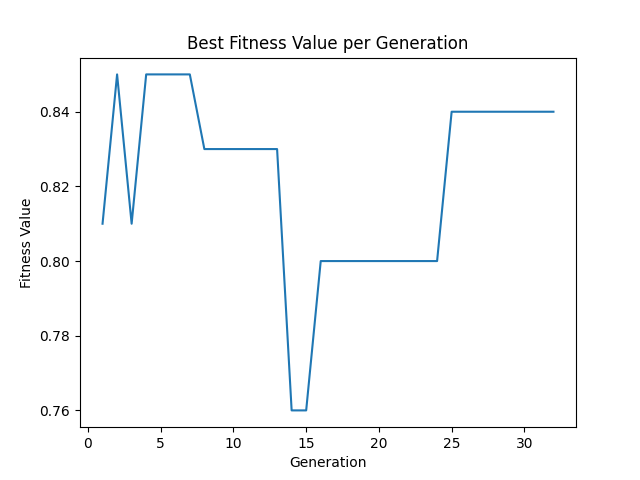 Best Fitness Value per Generation
0.84
0.82
0.80
0.78
0.76
Fitness Value
0 5 10 15 20 25 30
Generation